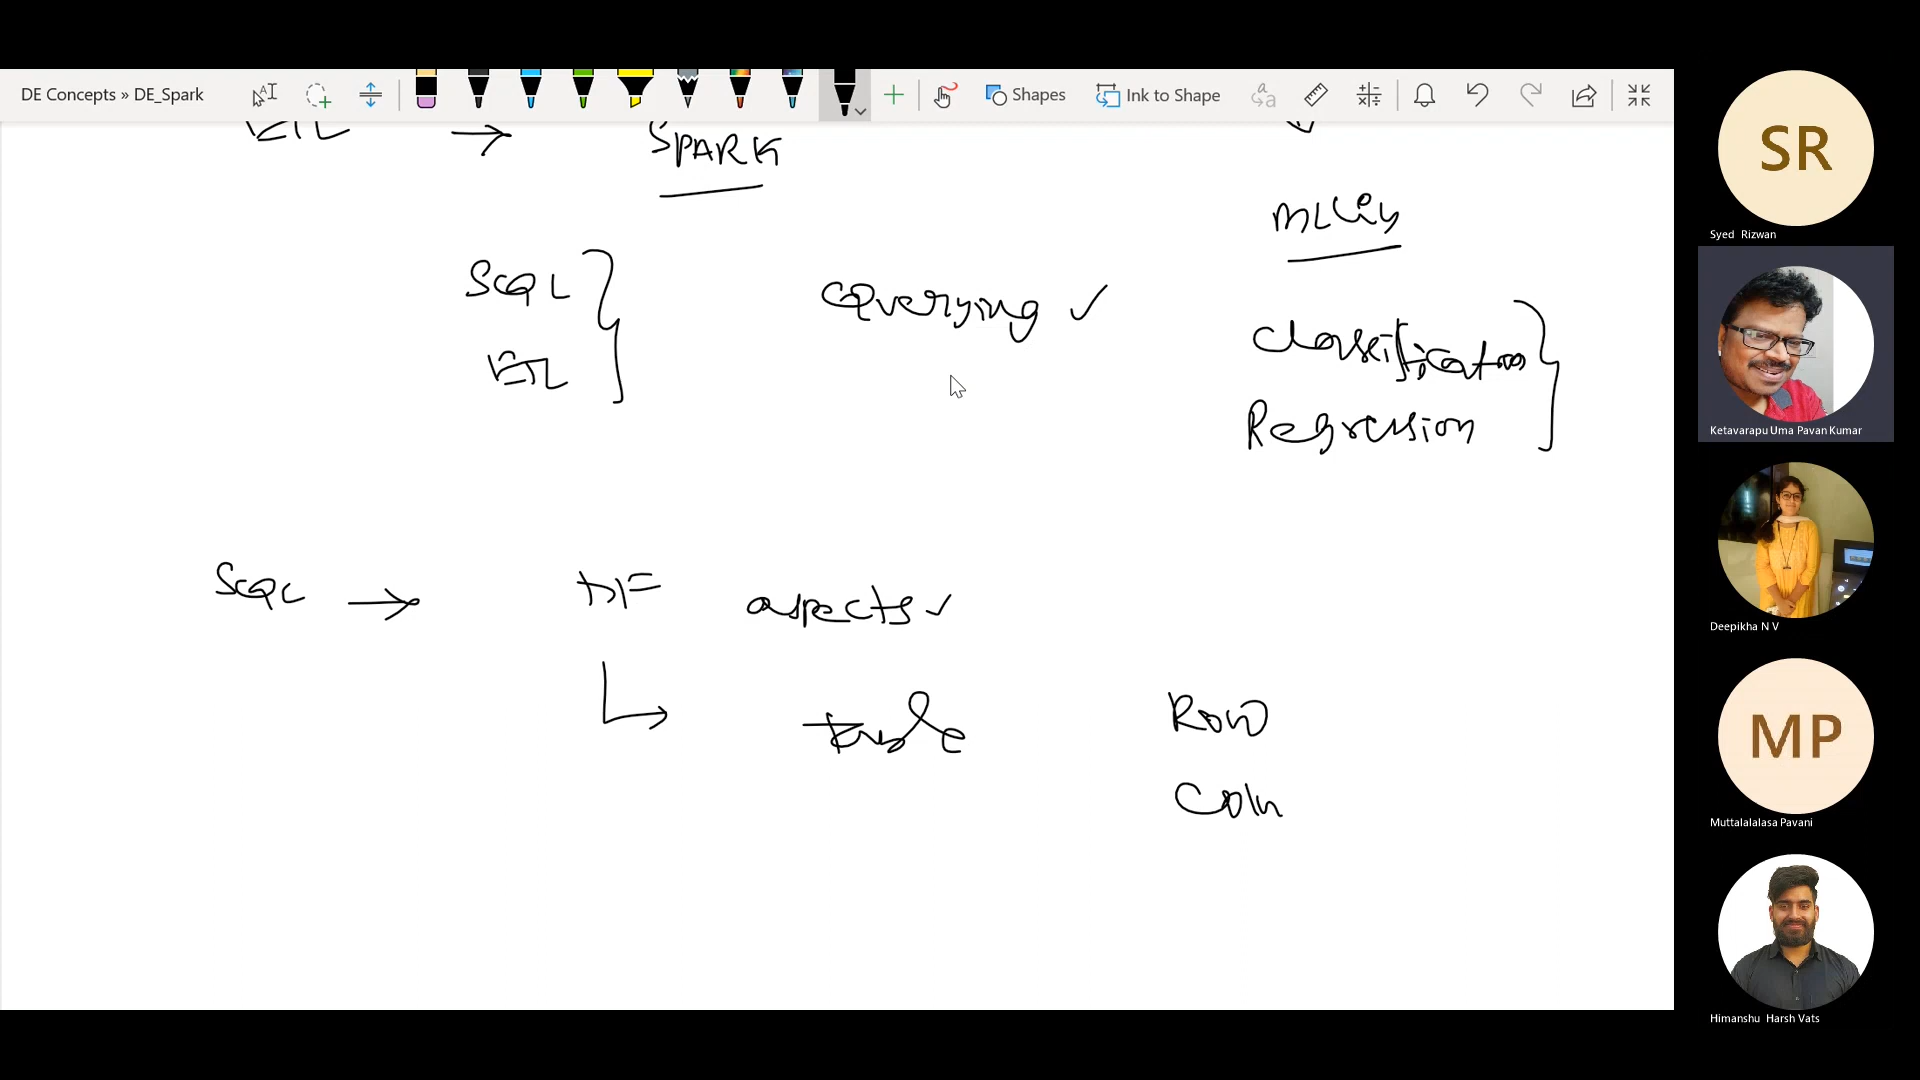 DE Concepts » DE_Spark
Shapes
Ink to Shape
ETL → SPARK
MLlib
SQL
ETL
Querying ✓
Classification
Regression
SQL → DF aspects ✓
table
Row
Coln
SR
Syed Rizwan
Ketavarapu Uma Pavan Kumar
Deepikha N V
MP
Muttalalalasa Pavani
Himanshu Harsh Vats